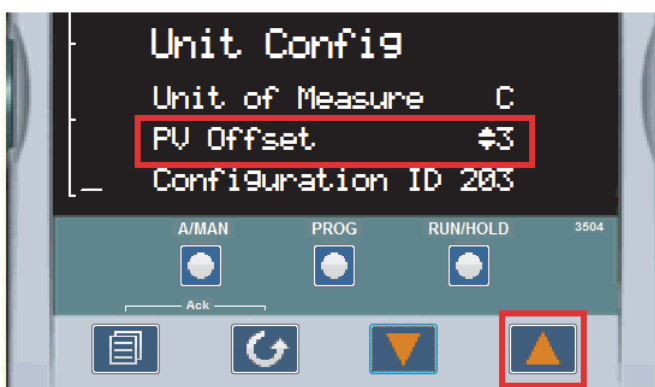 Unit Config
Unit of Measure C
PV Offset 3
Configuration ID 203
A/MAN PROG RUN/HOLD 3504
Ack